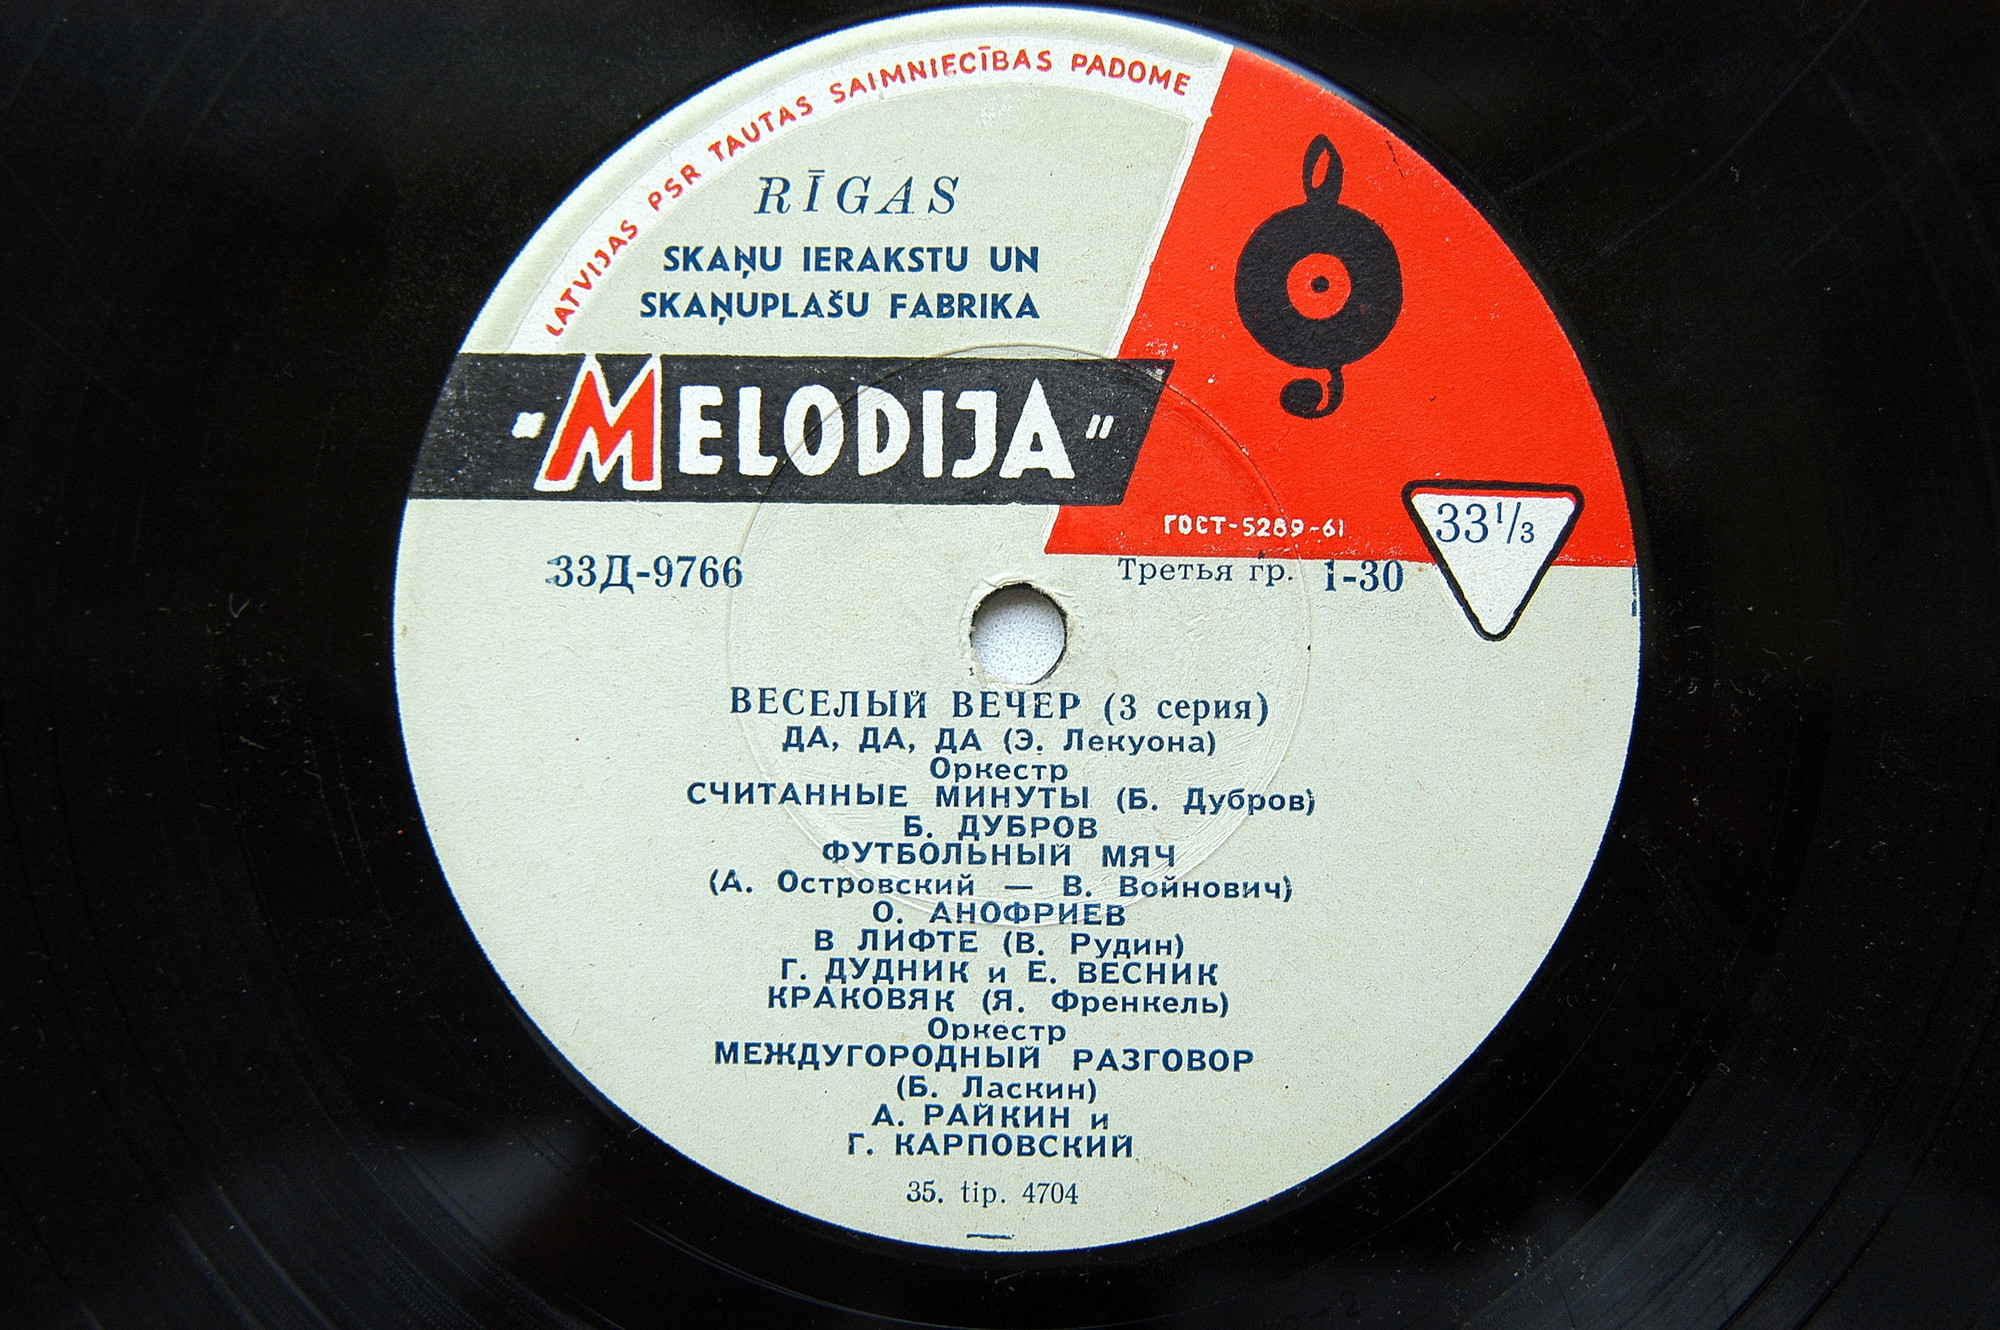 LATVIJAS PSR TAUTAS SAIMNIECĪBAS PADOME
RĪGAS
SKAŅU IERAKSTU UN
SKAŅUPLAŠU FABRIKA
"MELODIJA"
ГОСТ-5289-61
33 1/3
33Д-9766
Третья гр. 1-30
ВЕСЕЛЫЙ ВЕЧЕР (3 серия)
ДА, ДА, ДА (Э. Лекуона)
Оркестр
СЧИТАННЫЕ МИНУТЫ (Б. Дубров)
Б. ДУБРОВ
ФУТБОЛЬНЫЙ МЯЧ
(А. Островский — В. Войнович)
О. АНОФРИЕВ
В ЛИФТЕ (В. Рудин)
Г. ДУДНИК и Е. ВЕСНИК
КРАКОВЯК (Я. Френкель)
Оркестр
МЕЖДУГОРОДНЫЙ РАЗГОВОР
(Б. Ласкин)
А. РАЙКИН и
Г. КАРПОВСКИЙ
35. tip. 4704